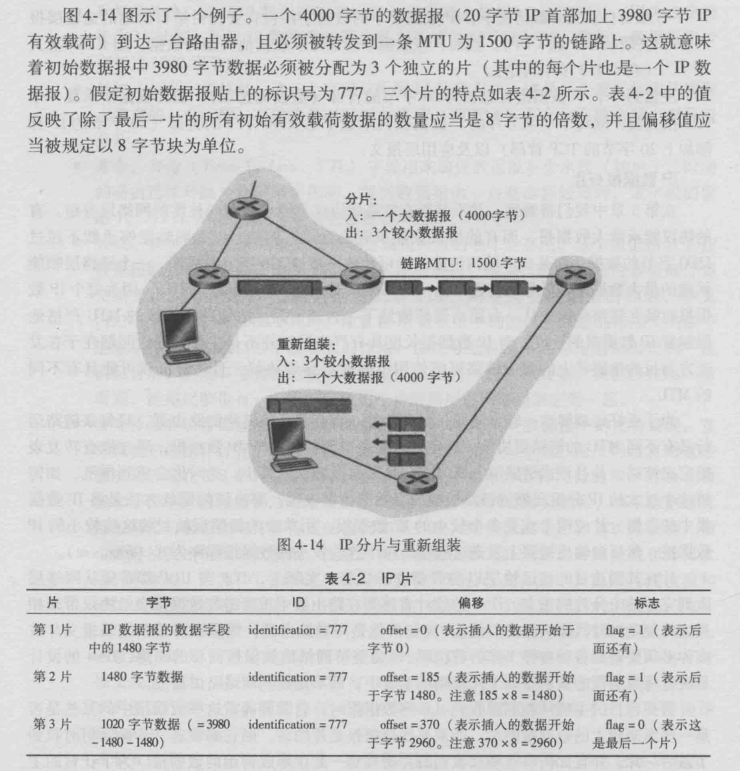 图 4-14 图示了一个例子。一个 4000 字节的数据报（20 字节 IP 首部加上 3980 字节 IP
有效载荷）到达一台路由器，且必须被转发到一条 MTU 为 1500 字节的链路上。这就意味
着初始数据报中 3980 字节数据必须被分配为 3 个独立的片（其中的每个片也是一个 IP 数
据报）。假定初始数据报贴上的标识号为 777。三个片的特点如表 4-2 所示。表 4-2 中的值
反映了除了最后一片的所有初始有效载荷数据的数量应当是 8 字节的倍数，并且偏移值应
当被规定以 8 字节块为单位。
分片：
入：一个大数据报（4000字节）
出：3个较小数据报
链路MTU：1500 字节
重新组装：
入：3个较小数据报
出：一个大数据报（4000 字节）
图 4-14 IP 分片与重新组装
表 4-2 IP 片
片 字节 ID 偏移 标志
第 1 片 IP 数据报的数据字段 identification = 777 offset = 0（表示插入的数据开始于 flag = 1（表示后
中的 1480 字节 字节 0） 面还有）
第 2 片 1480 字节数据 identification = 777 offset = 185（表示插入的数据开始 flag = 1（表示后
于字节 1480。注意 185 × 8 = 1480） 面还有）
第 3 片 1020 字节数据（= 3980 identification = 777 offset = 370（表示插入的数据开始 flag = 0（表示这
-1480-1480） 于字节 2960。注意 370 × 8 = 2960） 是最后一个片）